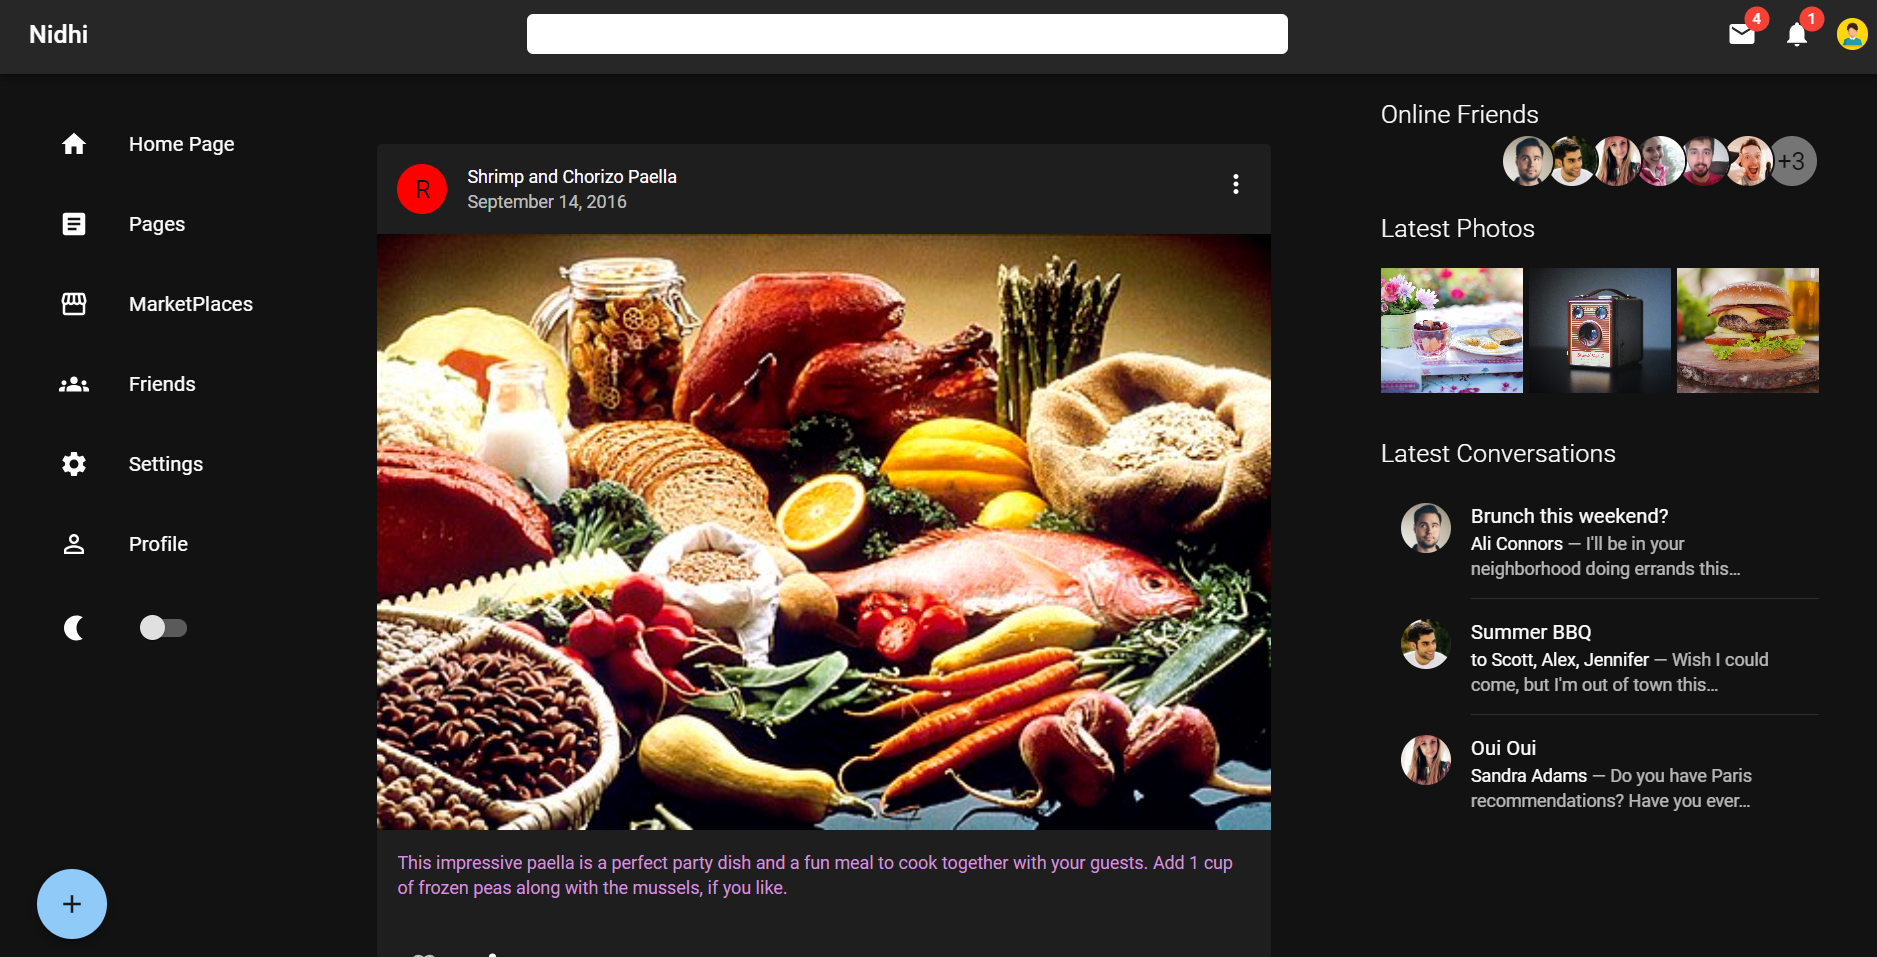 Nidhi
4
1
Home Page
Pages
MarketPlaces
Friends
Settings
Profile
R
Shrimp and Chorizo Paella
September 14, 2016
This impressive paella is a perfect party dish and a fun meal to cook together with your guests. Add 1 cup
of frozen peas along with the mussels, if you like.
Online Friends
+3
Latest Photos
Latest Conversations
Brunch this weekend?
Ali Connors — I'll be in your
neighborhood doing errands this…
Summer BBQ
to Scott, Alex, Jennifer — Wish I could
come, but I'm out of town this…
Oui Oui
Sandra Adams — Do you have Paris
recommendations? Have you ever…